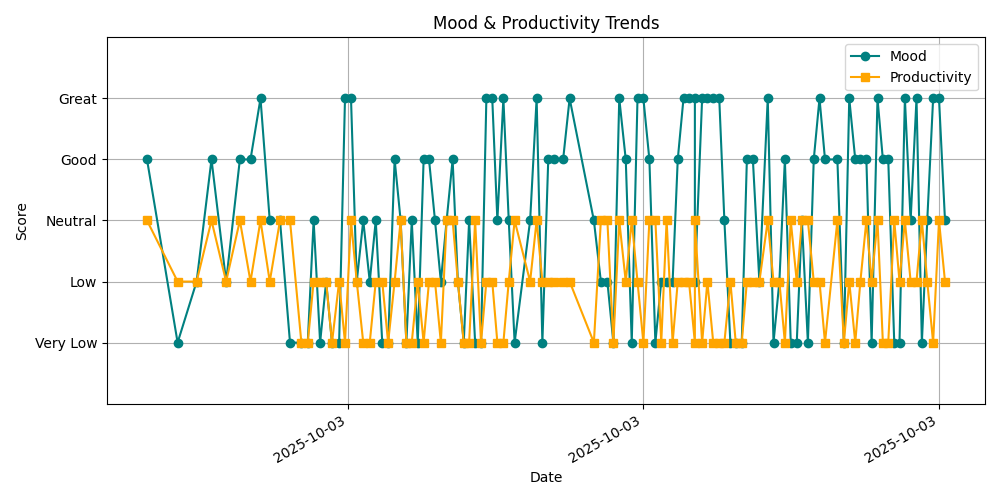 Mood & Productivity Trends
Mood
Productivity
Great
Good
Neutral
Low
Very Low
Score
2025-10-03
2025-10-03
2025-10-03
Date